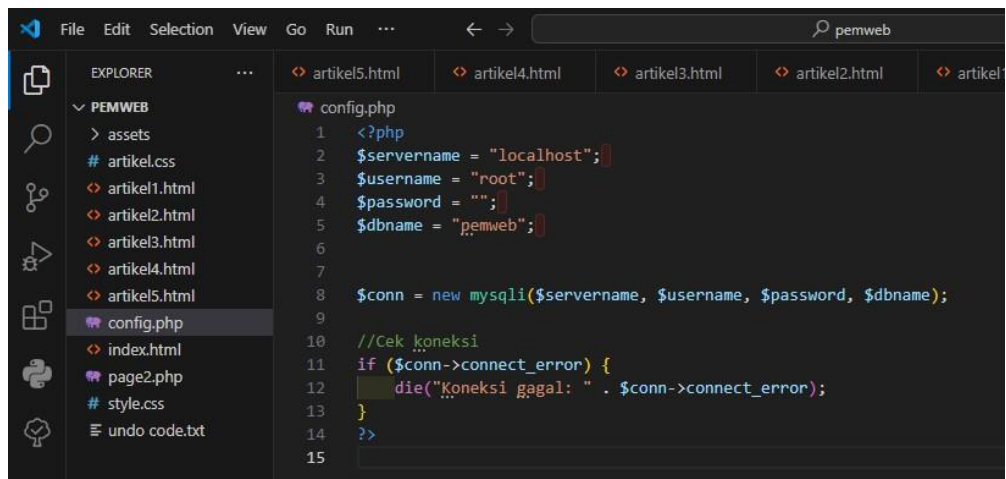 File Edit Selection View Go Run ... pemweb
EXPLORER ...
PEMWEB
assets
# artikel.css
<> artikel1.html
<> artikel2.html
<> artikel3.html
<> artikel4.html
<> artikel5.html
config.php
<> index.html
page2.php
# style.css
undo code.txt
<> artikel5.html <> artikel4.html <> artikel3.html <> artikel2.html <> artikel1
config.php
1 <?php
2 $servername = "localhost";
3 $username = "root";
4 $password = "";
5 $dbname = "pemweb";
6
7
8 $conn = new mysqli($servername, $username, $password, $dbname);
9
10 //Cek koneksi
11 if ($conn->connect_error) {
12 die("Koneksi gagal: " . $conn->connect_error);
13 }
14 ?>
15